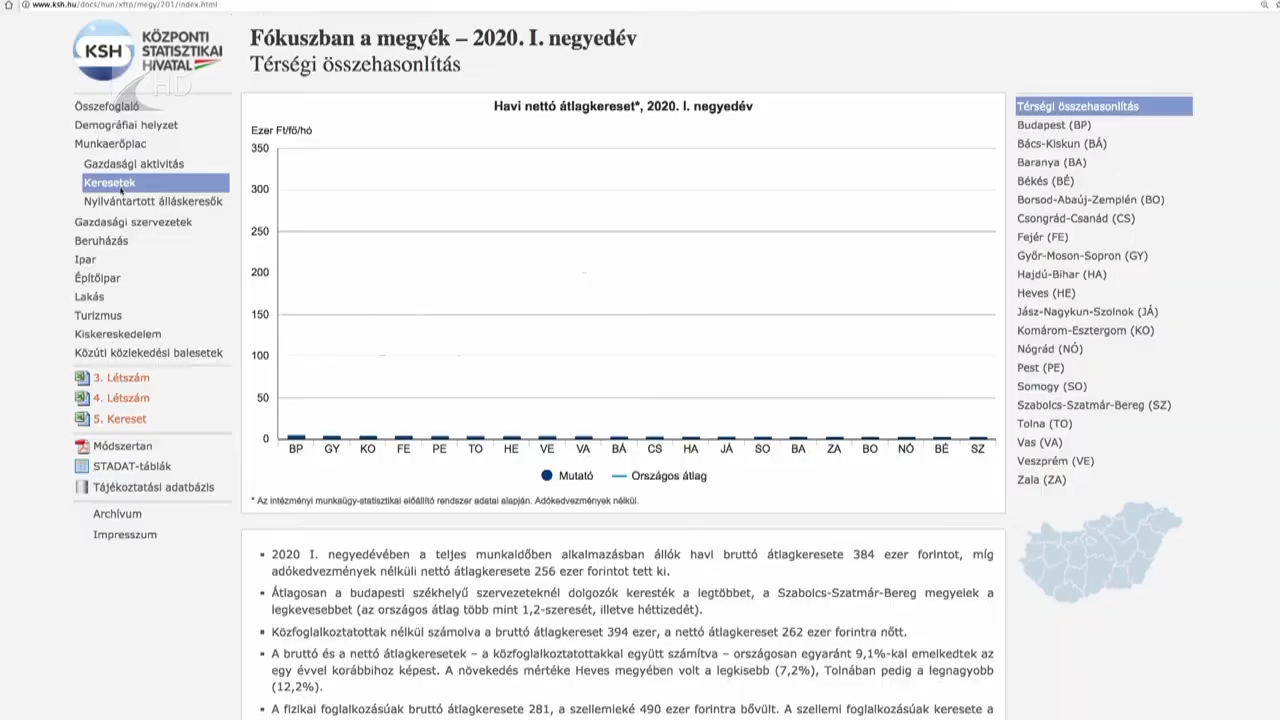 www.ksh.hu/docs/hun/xftp/megy/201/index.html
KSH
KÖZPONTI
STATISZTIKAI
HIVATAL
HD
Fókuszban a megyék – 2020. I. negyedév
Térségi összehasonlítás
Összefoglaló
Demográfiai helyzet
Munkaerőpiac
Gazdasági aktivitás
Keresetek
Nyilvántartott álláskeresők
Gazdasági szervezetek
Beruházás
Ipar
Építőipar
Lakás
Turizmus
Kiskereskedelem
Közúti közlekedési balesetek
3. Létszám
4. Létszám
5. Kereset
Módszertan
STADAT-táblák
Tájékoztatási adatbázis
Archívum
Impresszum
Havi nettó átlagkereset*, 2020. I. negyedév
Ezer Ft/fő/hó
350
300
250
200
150
100
50
0
BP GY KO FE PE TO HE VE VA BÁ CS HA JÁ SO BA ZA BO NÓ BÉ SZ
Mutató Országos átlag
* Az intézményi munkaügy-statisztikai előállító rendszer adatai alapján. Adókedvezmények nélkül.
▪ 2020 I. negyedévében a teljes munkaidőben alkalmazásban állók havi bruttó átlagkeresete 384 ezer forintot, míg
adókedvezmények nélküli nettó átlagkeresete 256 ezer forintot tett ki.
▪ Átlagosan a budapesti székhelyű szervezeteknél dolgozók keresték a legtöbbet, a Szabolcs-Szatmár-Bereg megyeiek a
legkevesebbet (az országos átlag több mint 1,2-szeresét, illetve héttizedét).
▪ Közfoglalkoztatottak nélkül számolva a bruttó átlagkereset 394 ezer, a nettó átlagkereset 262 ezer forintra nőtt.
▪ A bruttó és a nettó átlagkeresetek – a közfoglalkoztatottakkal együtt számítva – országosan egyaránt 9,1%-kal emelkedtek az
egy évvel korábbihoz képest. A növekedés mértéke Heves megyében volt a legkisebb (7,2%), Tolnában pedig a legnagyobb
(12,2%).
▪ A fizikai foglalkozásúak bruttó átlagkeresete 281, a szellemieké 490 ezer forintra bővült. A szellemi foglalkozásúak keresete a
Térségi összehasonlítás
Budapest (BP)
Bács-Kiskun (BÁ)
Baranya (BA)
Békés (BÉ)
Borsod-Abaúj-Zemplén (BO)
Csongrád-Csanád (CS)
Fejér (FE)
Győr-Moson-Sopron (GY)
Hajdú-Bihar (HA)
Heves (HE)
Jász-Nagykun-Szolnok (JÁ)
Komárom-Esztergom (KO)
Nógrád (NÓ)
Pest (PE)
Somogy (SO)
Szabolcs-Szatmár-Bereg (SZ)
Tolna (TO)
Vas (VA)
Veszprém (VE)
Zala (ZA)